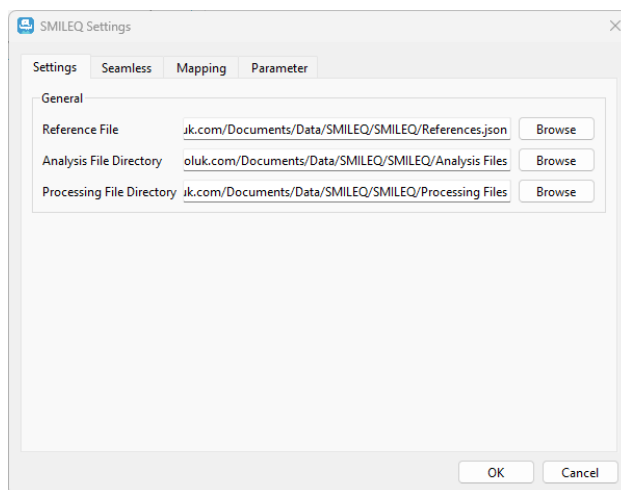 SMILEQ Settings
Settings Seamless Mapping Parameter
General
Reference File uk.com/Documents/Data/SMILEQ/SMILEQ/References.json Browse
Analysis File Directory oluk.com/Documents/Data/SMILEQ/SMILEQ/Analysis Files Browse
Processing File Directory uk.com/Documents/Data/SMILEQ/SMILEQ/Processing Files Browse
OK Cancel